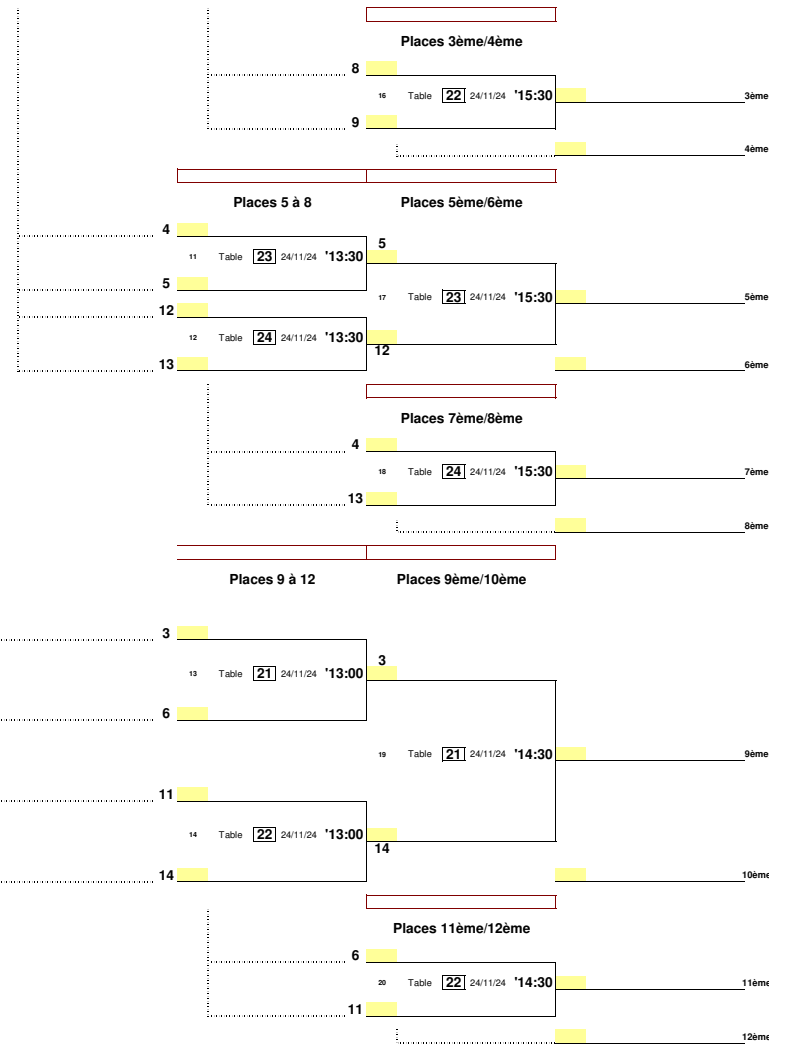 Places 3ème/4ème
8
16 Table 22 24/11/24 '15:30 3ème
9
4ème
Places 5 à 8 Places 5ème/6ème
4
5
11 Table 23 24/11/24 '13:30
5
17 Table 23 24/11/24 '15:30 5ème
12
12 Table 24 24/11/24 '13:30
12
13 6ème
Places 7ème/8ème
4
18 Table 24 24/11/24 '15:30 7ème
13
8ème
Places 9 à 12 Places 9ème/10ème
3
3
13 Table 21 24/11/24 '13:00
6
19 Table 21 24/11/24 '14:30 9ème
11
14 Table 22 24/11/24 '13:00
14
14 10ème
Places 11ème/12ème
6
20 Table 22 24/11/24 '14:30 11ème
11
12ème